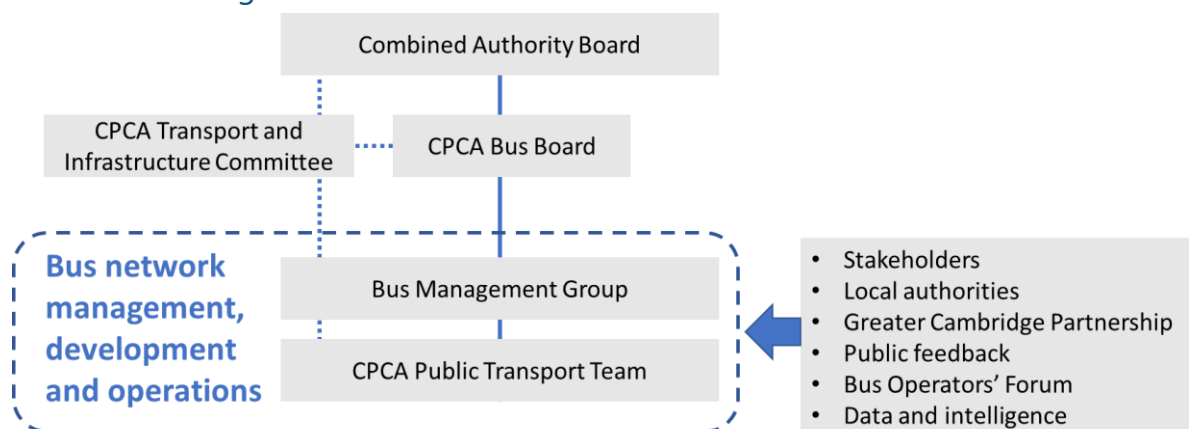 Combined Authority Board
CPCA Transport and
Infrastructure Committee
CPCA Bus Board
Bus network
management,
development
and operations
Bus Management Group
CPCA Public Transport Team
• Stakeholders
• Local authorities
• Greater Cambridge Partnership
• Public feedback
• Bus Operators’ Forum
• Data and intelligence